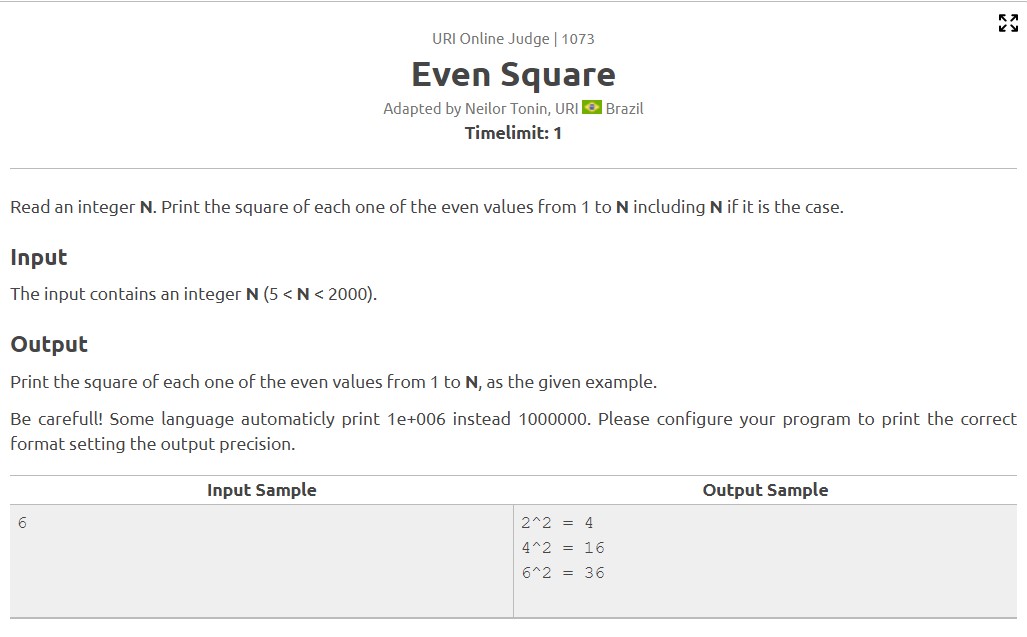 URI Online Judge | 1073
Even Square
Adapted by Neilor Tonin, URI Brazil
Timelimit: 1
Read an integer N. Print the square of each one of the even values from 1 to N including N if it is the case.
Input
The input contains an integer N (5 < N < 2000).
Output
Print the square of each one of the even values from 1 to N, as the given example.
Be carefull! Some language automaticly print 1e+006 instead 1000000. Please configure your program to print the correct
format setting the output precision.
Input Sample Output Sample
6 2^2 = 4
4^2 = 16
6^2 = 36